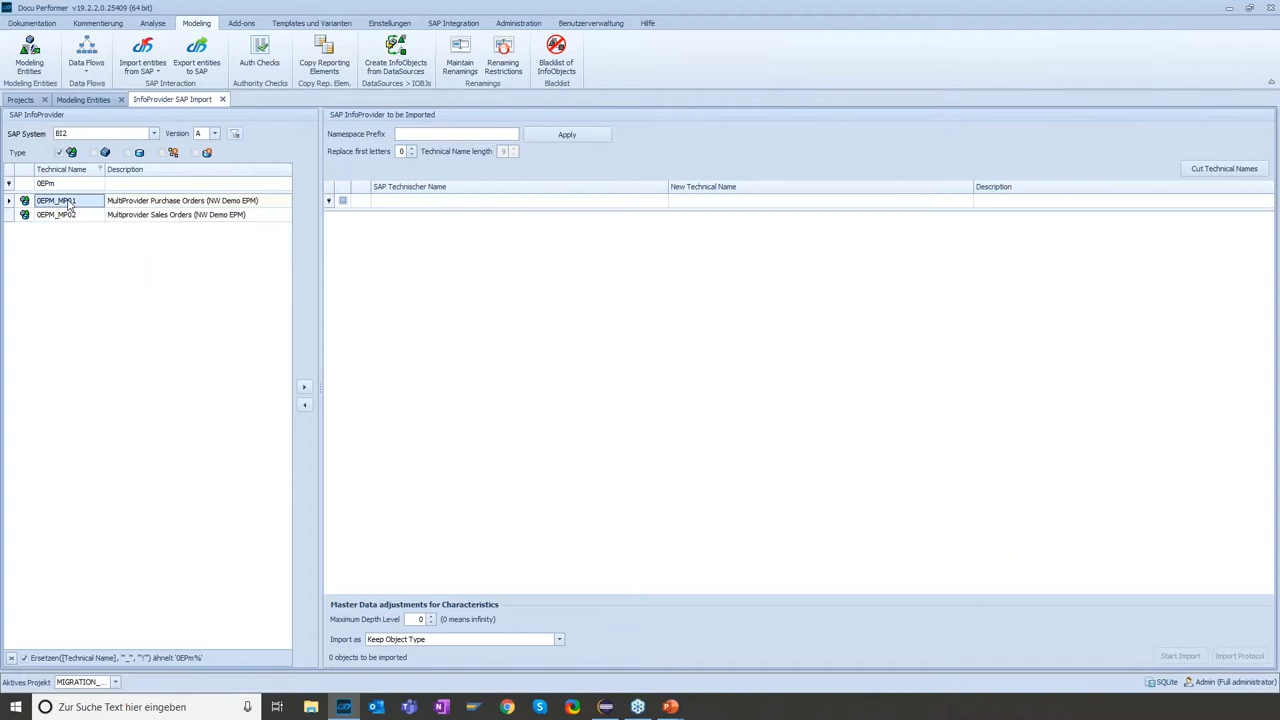 Docu Performer v19.2.2.0.25409 (64 bit)
Dokumentation Kommentierung Analyse Modeling Add-ons Templates und Varianten Einstellungen SAP Integration Administration Benutzerverwaltung Hilfe
Modeling Entities
Data Flows
Import entities from SAP
Export entities to SAP
Auth Checks
Copy Reporting Elements
Create InfoObjects from DataSources
Maintain Renamings
Renaming Restrictions
Blacklist of InfoObjects
Modeling Entities Data Flows SAP Interaction Authority Checks Copy Rep. Elem. DataSources > IOBJs Renamings Blacklist
Projects Modeling Entities InfoProvider SAP Import
SAP InfoProvider
SAP System BI2 Version A
Type
Technical Name Description
0EPm
0EPM_MP01 MultiProvider Purchase Orders (NW Demo EPM)
0EPM_MP02 Multiprovider Sales Orders (NW Demo EPM)
SAP InfoProvider to be Imported
Namespace Prefix Apply
Replace first letters 0 Technical Name length 9
Cut Technical Names
SAP Technischer Name New Technical Name Description
Master Data adjustments for Characteristics
Maximum Depth Level 0 (0 means infinity)
Import as Keep Object Type
0 objects to be imported Start Import Import Protocol
Ersetzen([Technical Name], '"_"', '"!"') ähnelt '0EPm%'
Aktives Projekt MIGRATION_... SQLite Admin (Full administrator)
Zur Suche Text hier eingeben